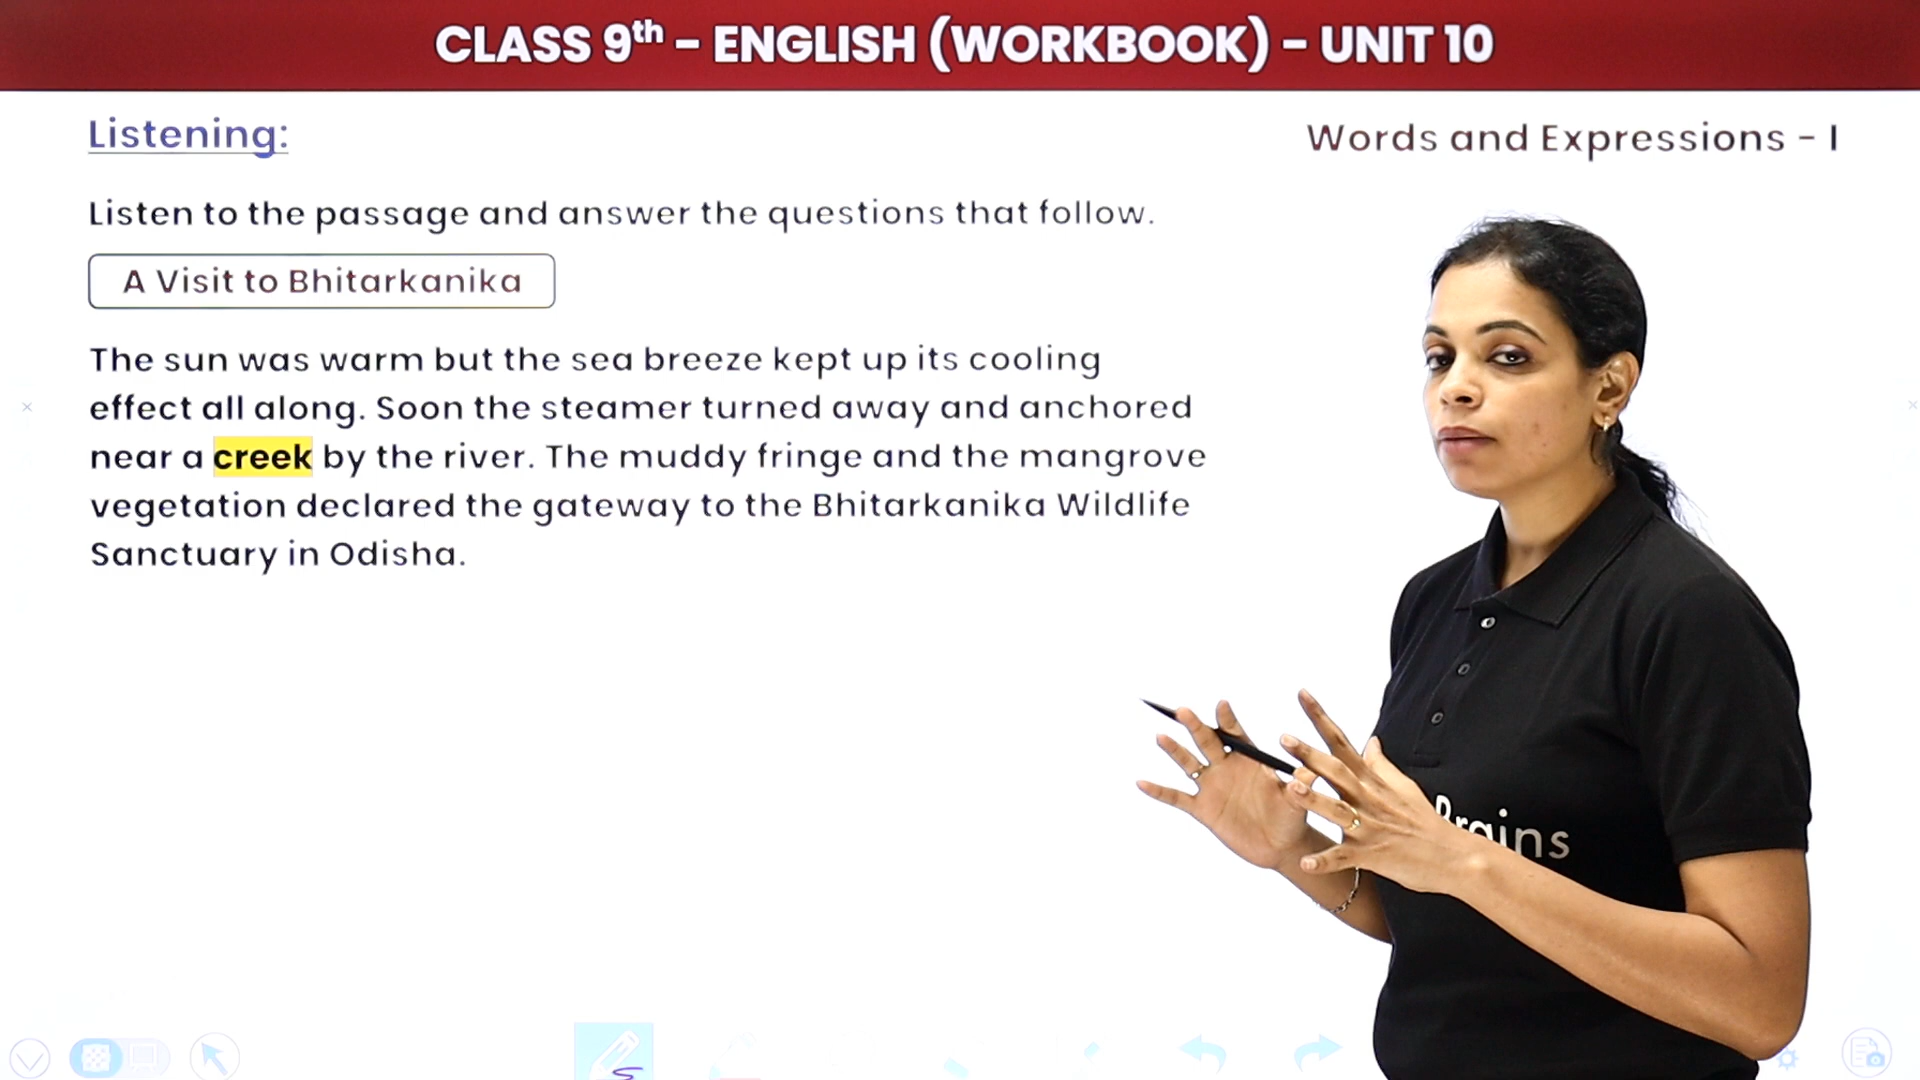 CLASS 9th – ENGLISH (WORKBOOK) – UNIT 10
Listening:
Words and Expressions – I
Listen to the passage and answer the questions that follow.
A Visit to Bhitarkanika
The sun was warm but the sea breeze kept up its cooling
effect all along. Soon the steamer turned away and anchored
near a creek by the river. The muddy fringe and the mangrove
vegetation declared the gateway to the Bhitarkanika Wildlife
Sanctuary in Odisha.
Brains